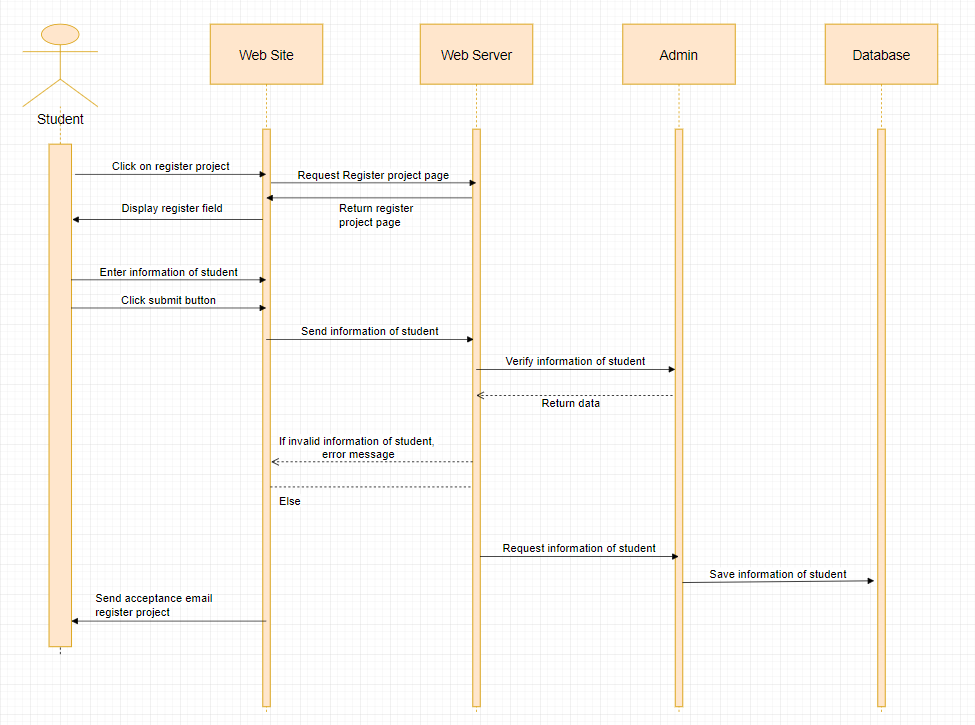 Web Site
Web Server
Admin
Database
Student
Click on register project
Request Register project page
Display register field
Return register
project page
Enter information of student
Click submit button
Send information of student
Verify information of student
Return data
If invalid information of student,
error message
Else
Request information of student
Save information of student
Send acceptance email
register project